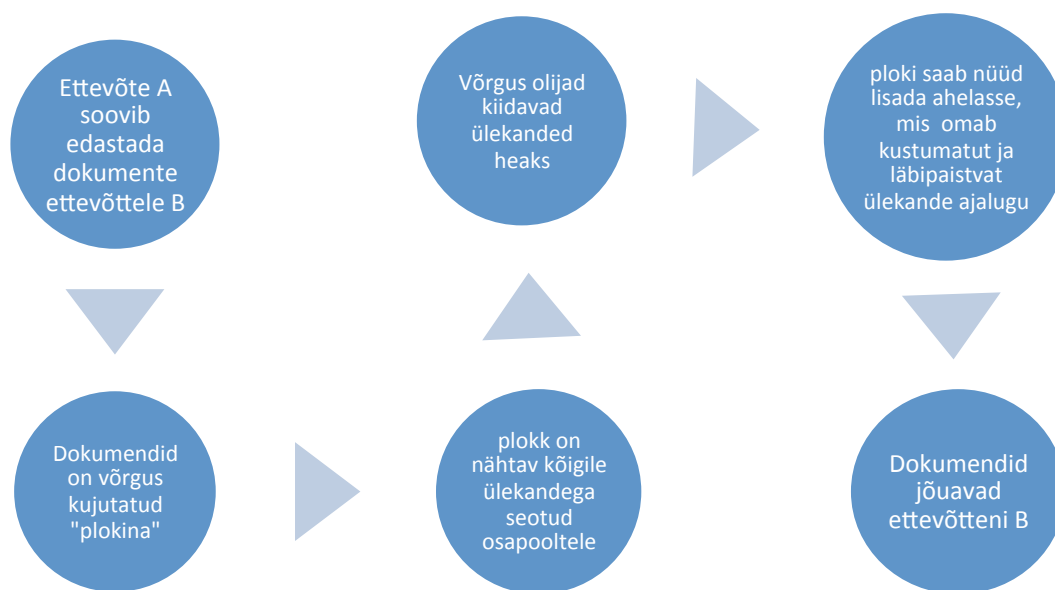 Ettevõte A
soovib
edastada
dokumente
ettevõttele B
Dokumendid
on võrgus
kujutatud
"plokina"
plokk on
nähtav kõigile
ülekandega
seotud
osapooltele
Võrgus olijad
kiidavad
ülekanded
heaks
ploki saab nüüd
lisada ahelasse,
mis omab
kustumatut ja
läbipaistvat
ülekande ajalugu
Dokumendid
jõuavad
ettevõtteni B